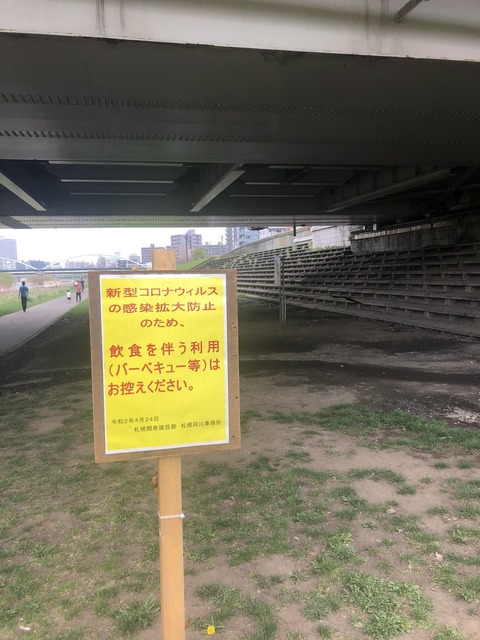 新型コロナウィルス
の感染拡大防止
のため、
飲食を伴う利用
（バーベキュー等）は
お控えください。
令和2年4月24日
札幌開発建設部 札幌河川事務所